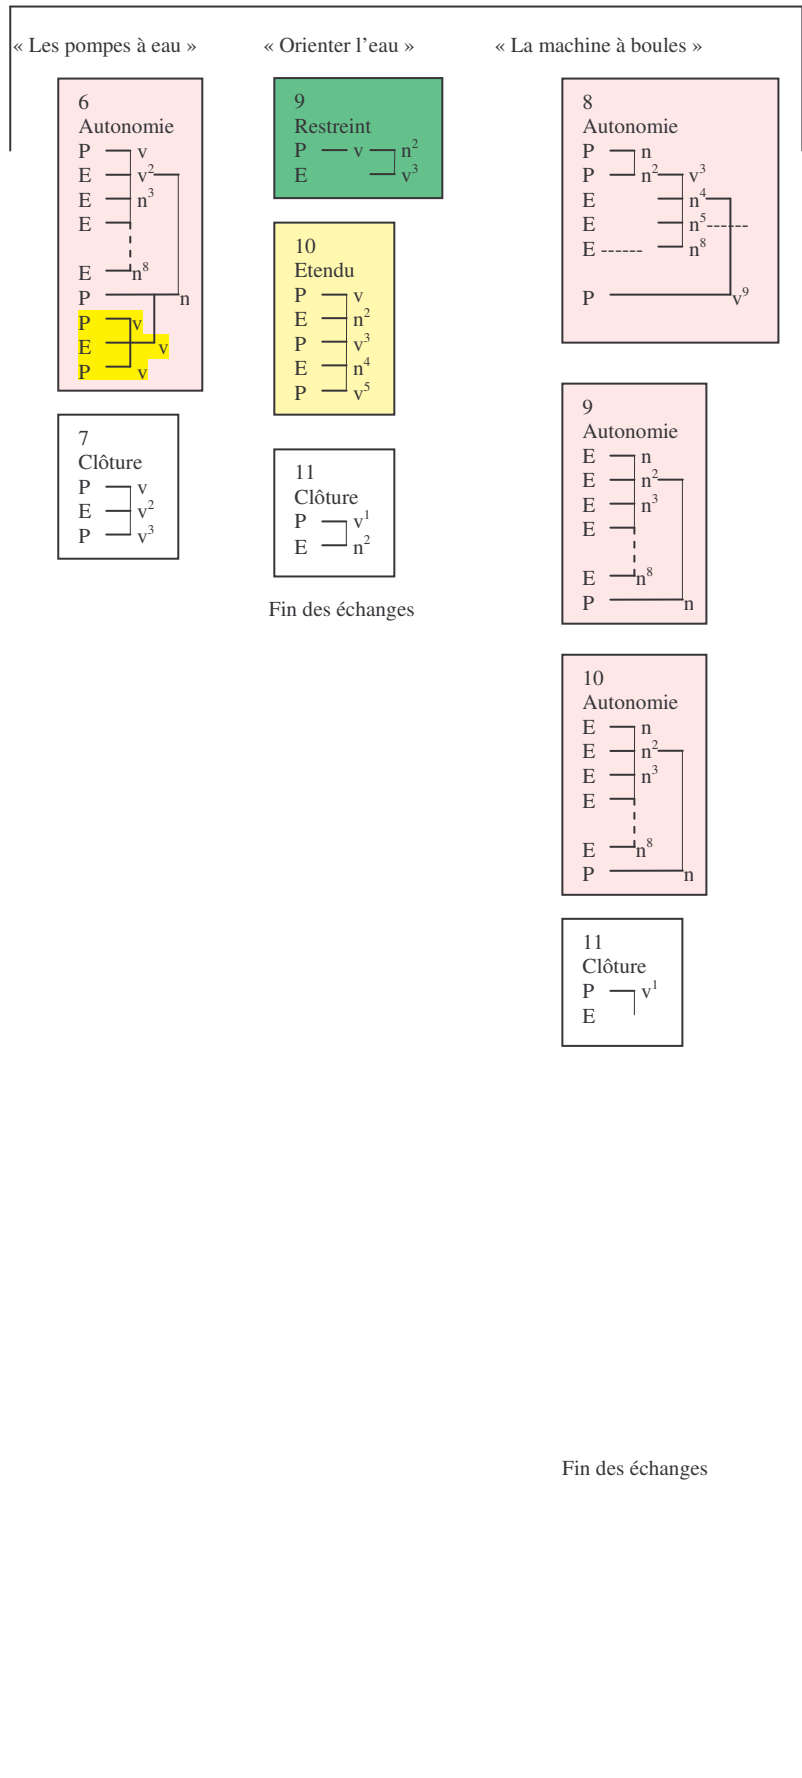 « Les pompes à eau »
« Orienter l'eau »
« La machine à boules »
6
Autonomie
P v
E v²
E n³
E
E n⁸
P n
P v
E v
P v
7
Clôture
P v
E v²
P v³
9
Restreint
P v n²
E v³
10
Etendu
P v
E n²
P v³
E n⁴
P v⁵
11
Clôture
P v¹
E n²
Fin des échanges
8
Autonomie
P n
P n² v³
E n⁴
E n⁵ ------
E ------ n⁸
P v⁹
9
Autonomie
E n
E n²
E n³
E
E n⁸
P n
10
Autonomie
E n
E n²
E n³
E
E n⁸
P n
11
Clôture
P v¹
E
Fin des échanges